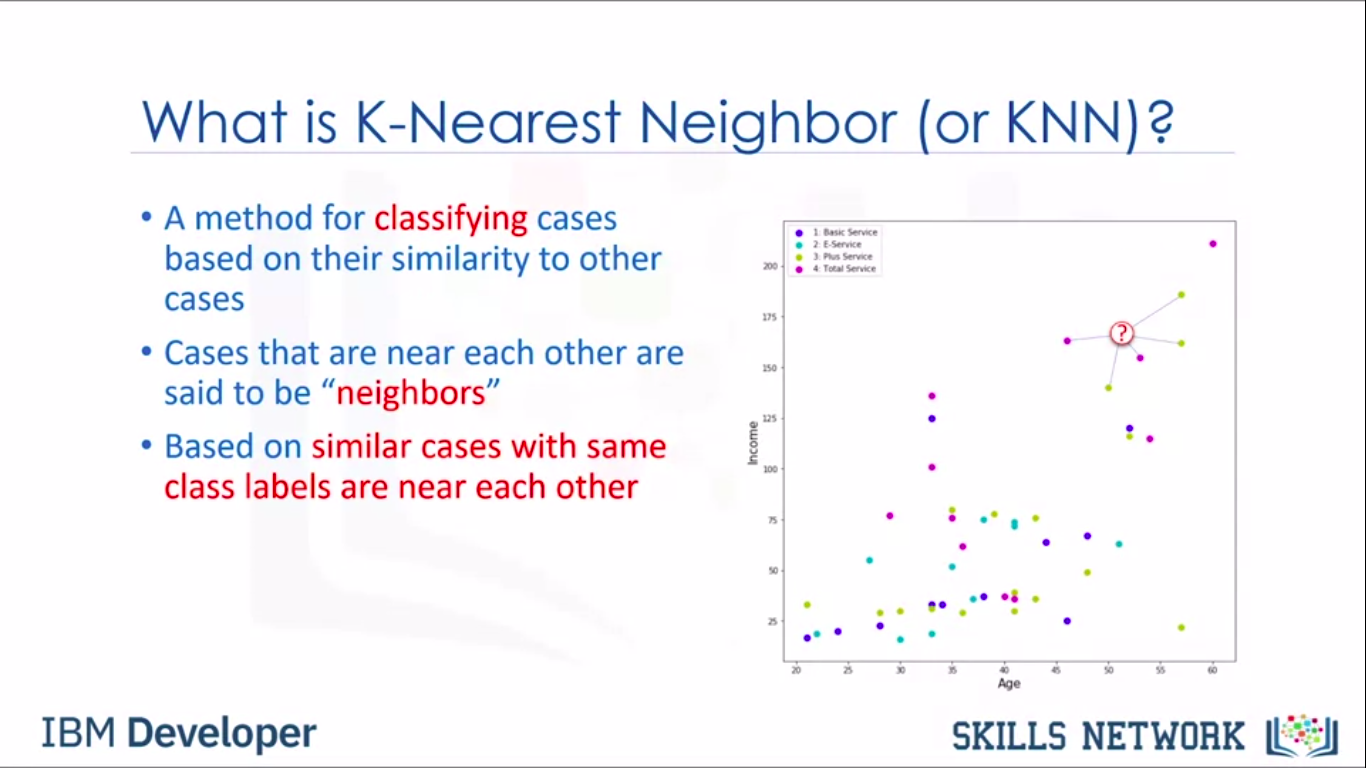 What is K-Nearest Neighbor (or KNN)?
• A method for classifying cases
based on their similarity to other
cases
• Cases that are near each other are
said to be “neighbors”
• Based on similar cases with same
class labels are near each other
1: Basic Service
2: E-Service
3: Plus Service
4: Total Service
?
Income
200
175
150
125
100
75
50
25
20 25 30 35 40 45 50 55 60
Age
IBM Developer
SKILLS NETWORK